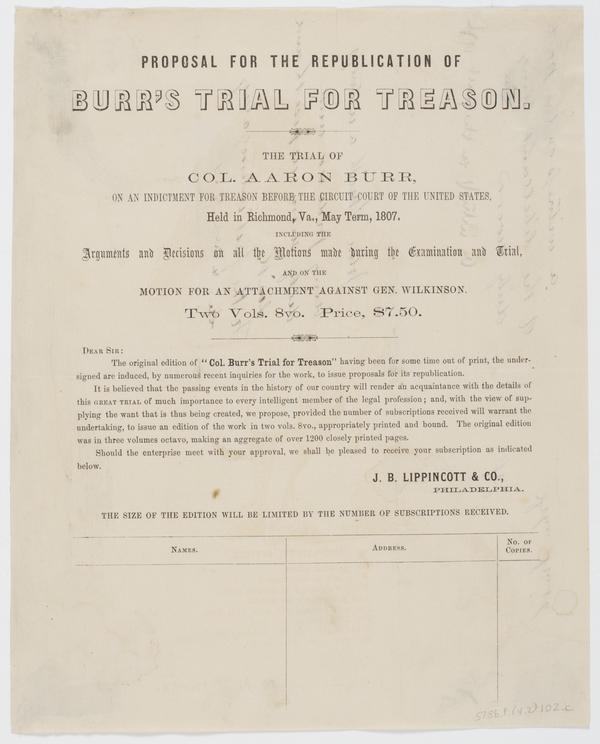 PROPOSAL FOR THE REPUBLICATION OF
BURR'S TRIAL FOR TREASON.
THE TRIAL OF
COL. AARON BURR,
ON AN INDICTMENT FOR TREASON BEFORE THE CIRCUIT COURT OF THE UNITED STATES,
Held in Richmond, Va., May Term, 1807.
INCLUDING THE
Arguments and Decisions on all the Motions made during the Examination and Trial,
AND ON THE
MOTION FOR AN ATTACHMENT AGAINST GEN. WILKINSON.
Two Vols. 8vo. Price, $7.50.
DEAR SIR:
The original edition of "Col. Burr's Trial for Treason" having been for some time out of print, the under-
signed are induced, by numerous recent inquiries for the work, to issue proposals for its republication.
It is believed that the passing events in the history of our country will render an acquaintance with the details of
this GREAT TRIAL of much importance to every intelligent member of the legal profession; and, with the view of sup-
plying the want that is thus being created, we propose, provided the number of subscriptions received will warrant the
undertaking, to issue an edition of the work in two vols. 8vo., appropriately printed and bound. The original edition
was in three volumes octavo, making an aggregate of over 1200 closely printed pages.
Should the enterprise meet with your approval, we shall be pleased to receive your subscription as indicated
below.
J. B. LIPPINCOTT & CO.,
PHILADELPHIA.
THE SIZE OF THE EDITION WILL BE LIMITED BY THE NUMBER OF SUBSCRIPTIONS RECEIVED.
NAMES.
ADDRESS.
NO. OF
COPIES.